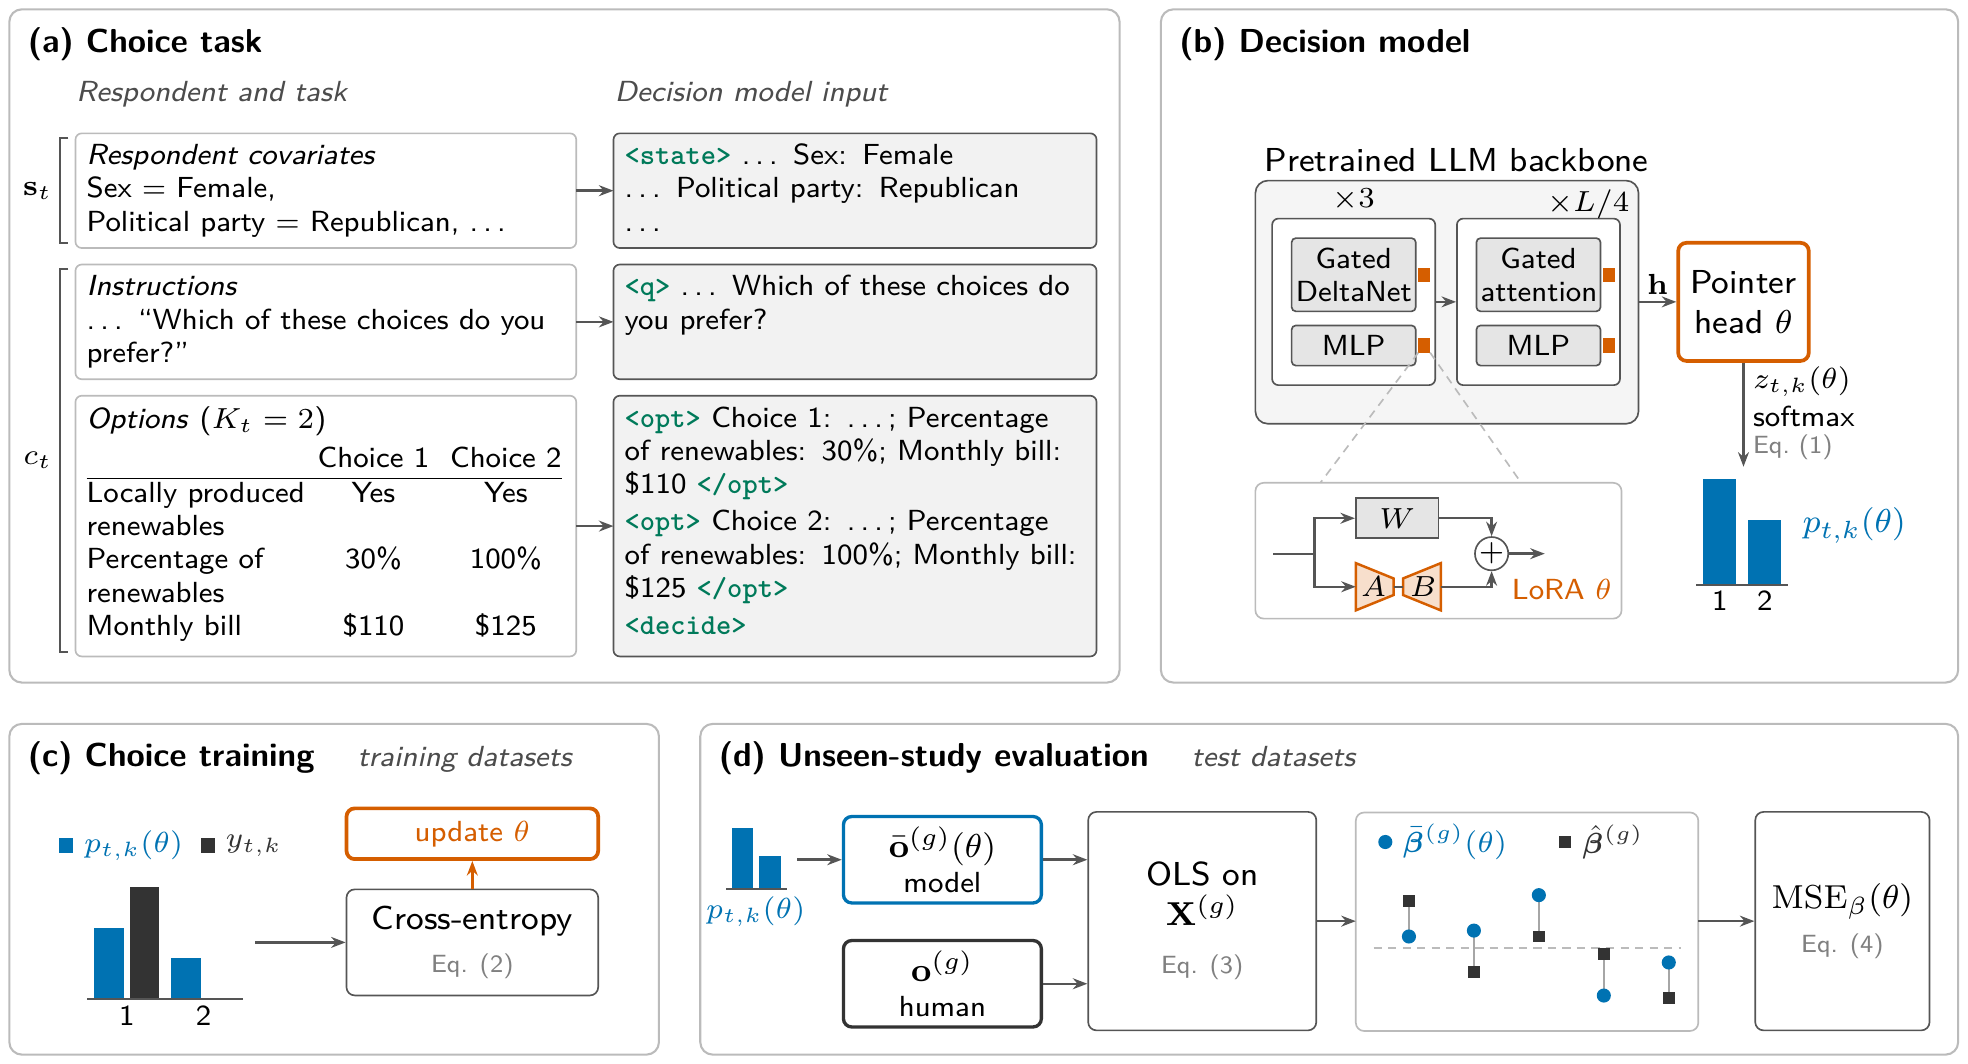 (a) Choice task
Respondent and task
Decision model input
s_t
Respondent covariates
Sex = Female,
Political party = Republican, ...
<state> ... Sex: Female
... Political party: Republican
...
c_t
Instructions
... “Which of these choices do you
prefer?”
<q> ... Which of these choices do
you prefer?
Options (K_t = 2)
Choice 1 Choice 2
Locally produced Yes Yes
renewables
Percentage of 30% 100%
renewables
Monthly bill $110 $125
<opt> Choice 1: ...; Percentage
of renewables: 30%; Monthly bill:
$110 </opt>
<opt> Choice 2: ...; Percentage
of renewables: 100%; Monthly bill:
$125 </opt>
<decide>
(b) Decision model
Pretrained LLM backbone
×3
×L/4
Gated
DeltaNet
MLP
Gated
attention
MLP
h
Pointer
head θ
z_{t,k}(θ)
softmax
Eq. (1)
p_{t,k}(θ)
1 2
W
+
A B
LoRA θ
(c) Choice training training datasets
p_{t,k}(θ) y_{t,k}
1 2
update θ
Cross-entropy
Eq. (2)
(d) Unseen-study evaluation test datasets
p_{t,k}(θ)
ō^{(g)}(θ)
model
o^{(g)}
human
OLS on
X^{(g)}
Eq. (3)
β̄^{(g)}(θ) β̂^{(g)}
MSE_β(θ)
Eq. (4)